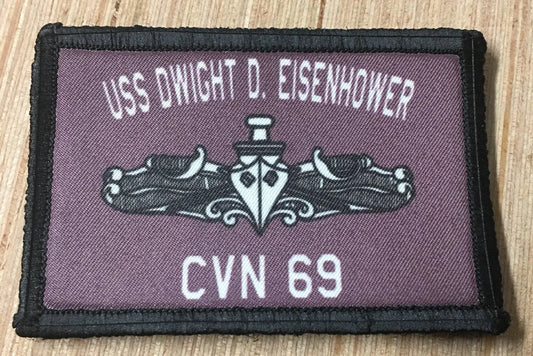 USS DWIGHT D. EISENHOWER
CVN 69